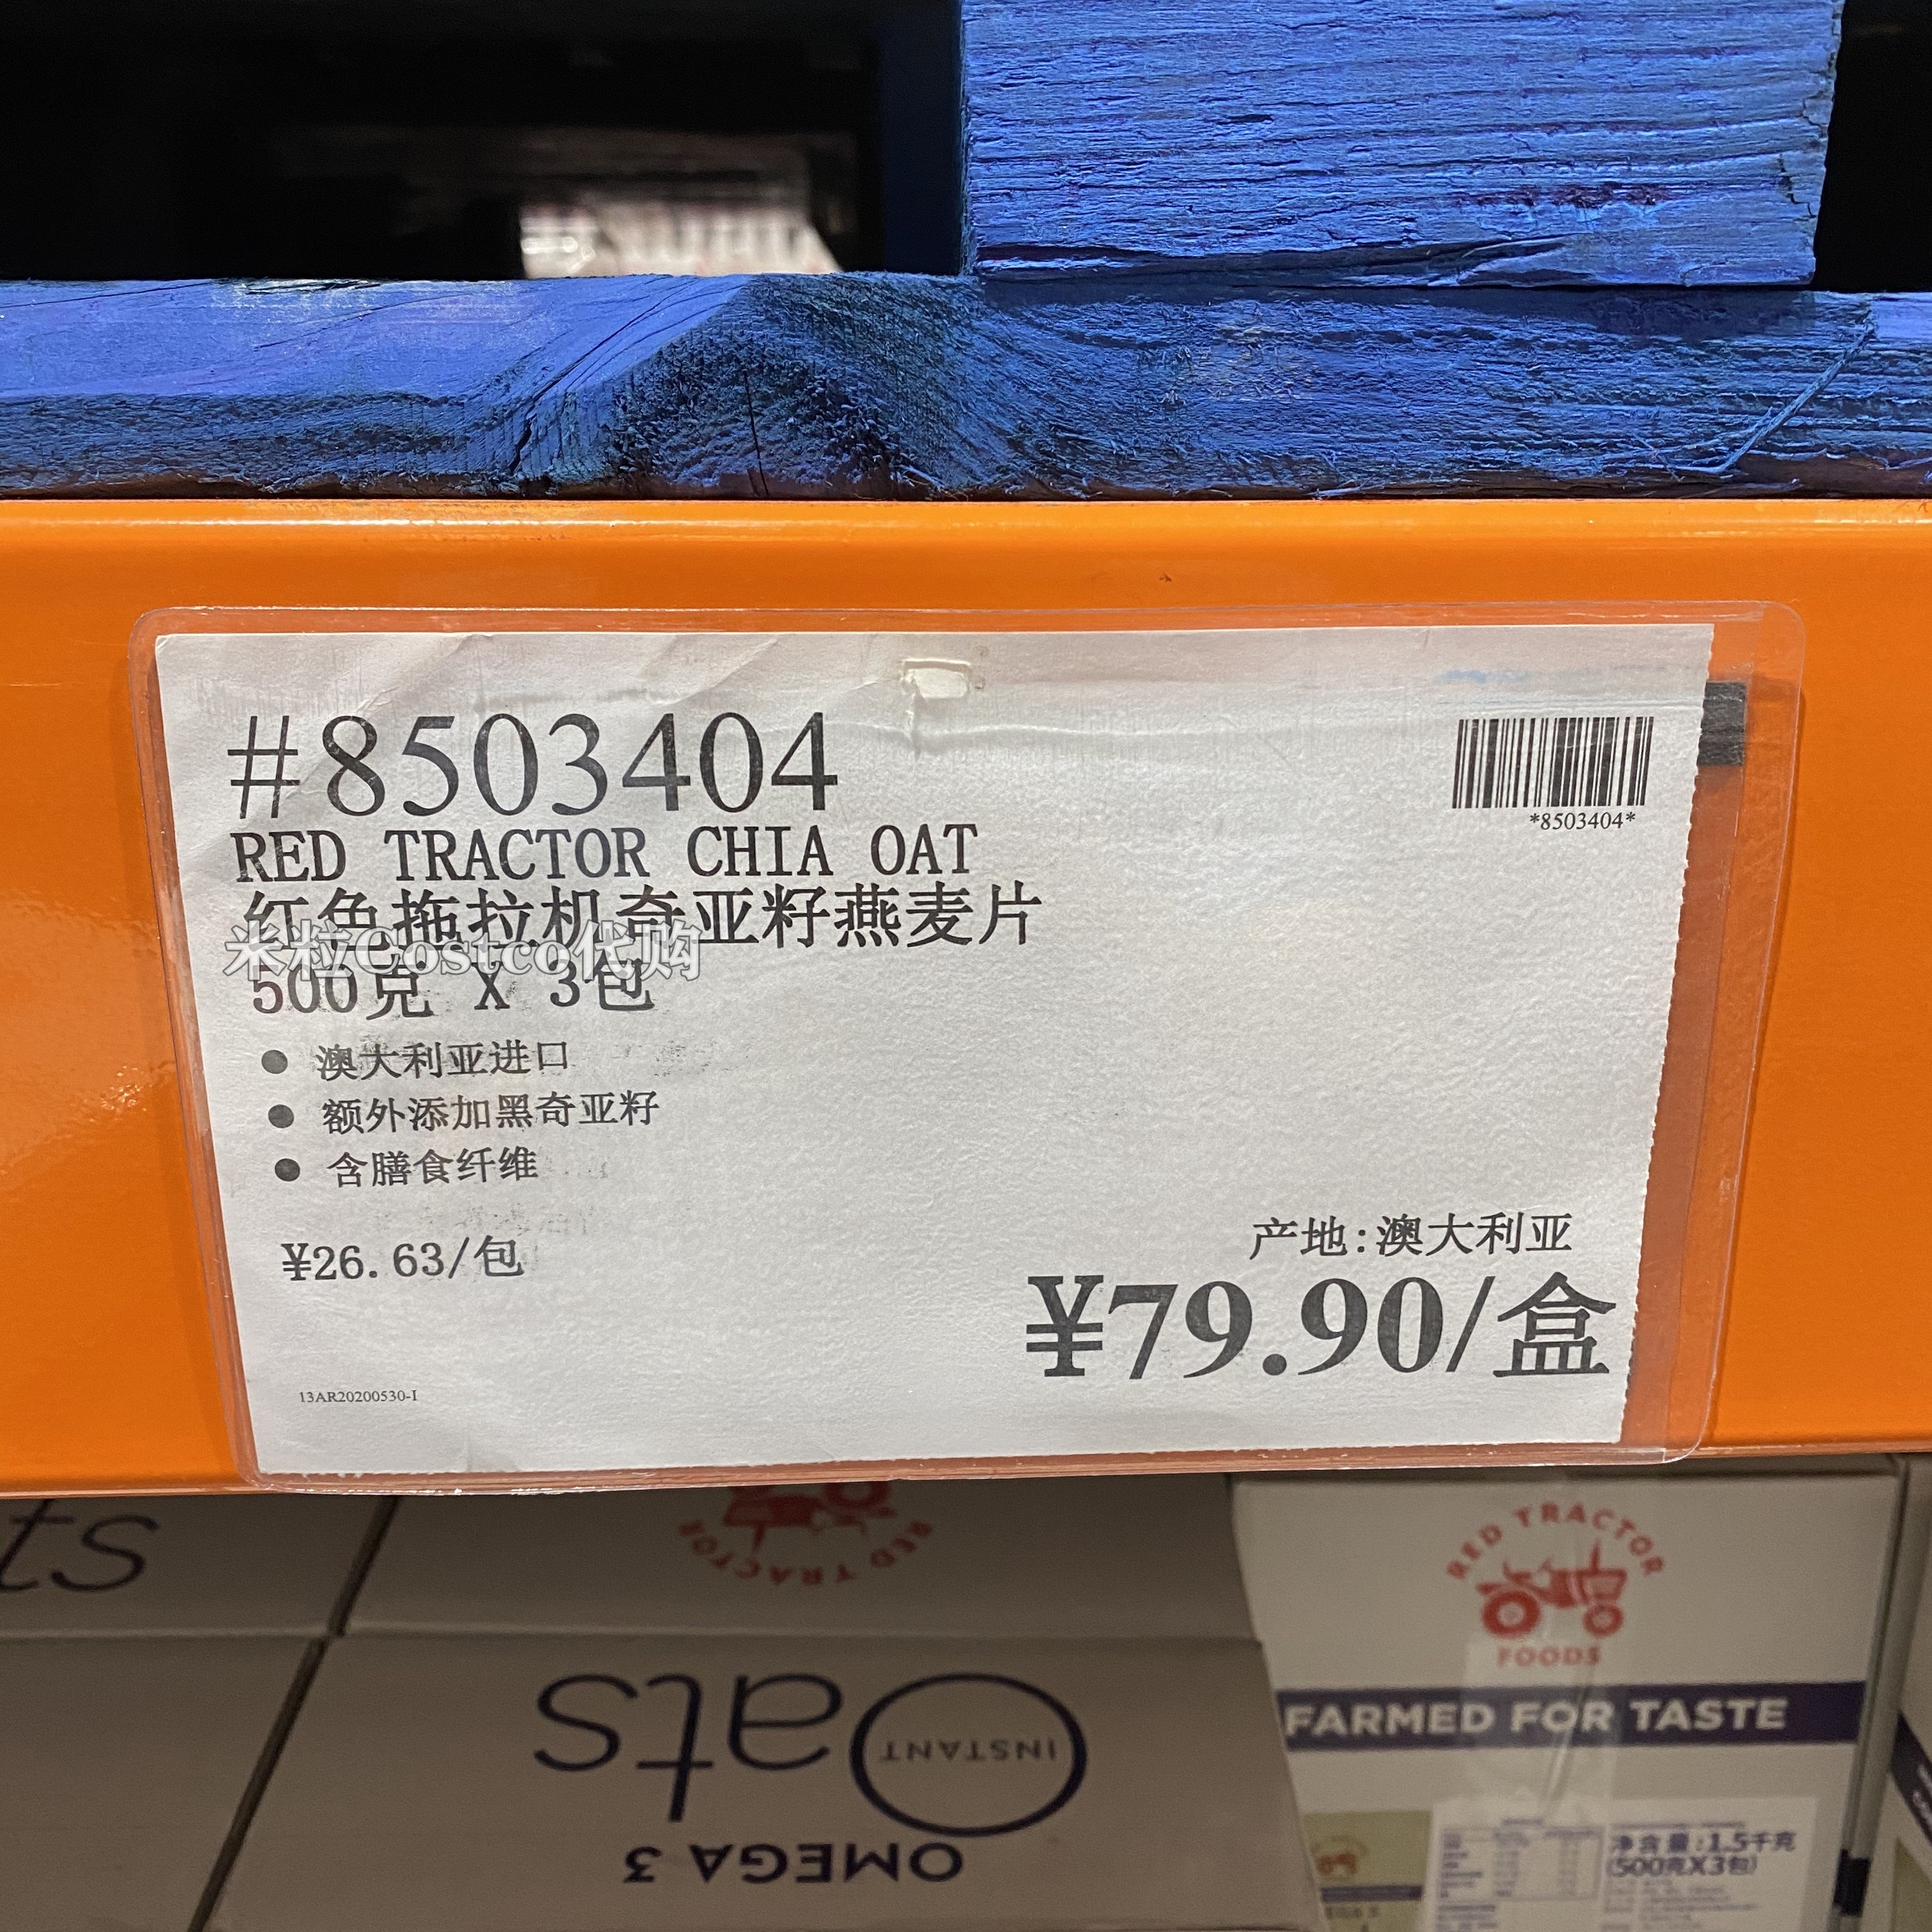 #8503404
*8503404*
RED TRACTOR CHIA OAT
红色拖拉机奇亚籽燕麦片
米粒Costco代购
500克 X 3包
● 澳大利亚进口
● 额外添加黑奇亚籽
● 含膳食纤维
产地:澳大利亚
¥26.63/包
¥79.90/盒
13AR20200530-I
ts
RED TRACTOR
INSTANT
Oats
OMEGA 3
RED TRACTOR
FOODS
FARMED FOR TASTE
净含量:1.5千克
(500克X3包)